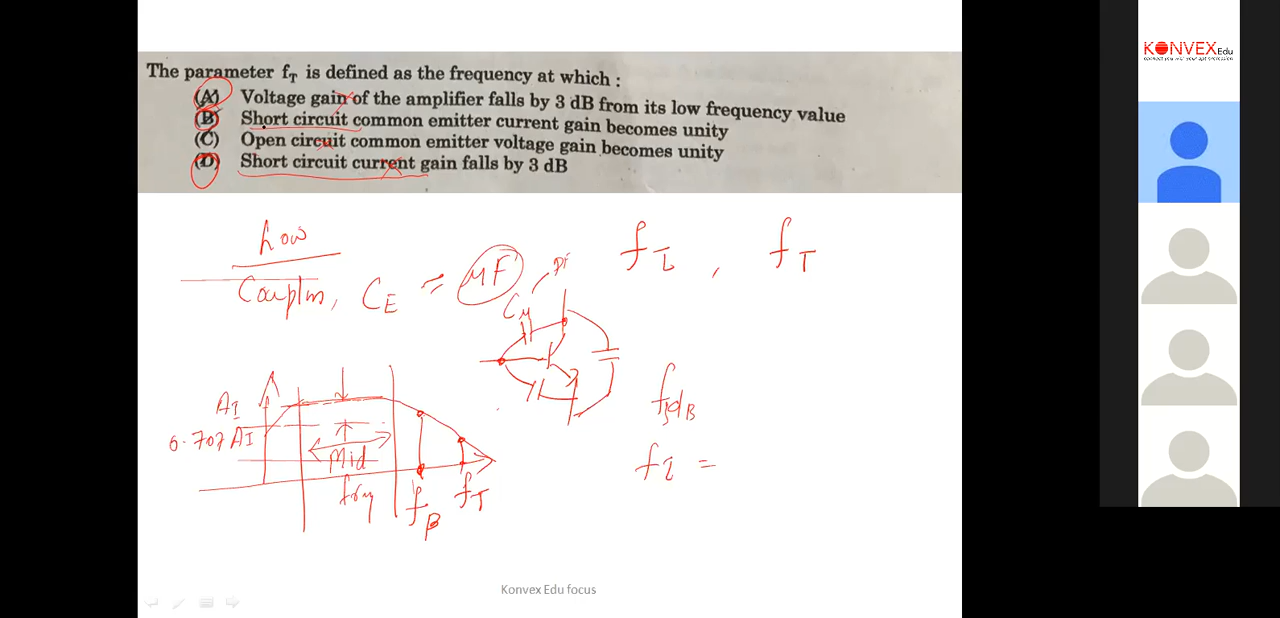 The parameter fT is defined as the frequency at which :
(A) Voltage gain of the amplifier falls by 3 dB from its low frequency value
(B) Short circuit common emitter current gain becomes unity
(C) Open circuit common emitter voltage gain becomes unity
(D) Short circuit current gain falls by 3 dB
KONVEX Edu
low
CE = μF
fT
Cμ
AI
0.707 AI
Mid
freq
fβ
fT
f3dB
Konvex Edu focus